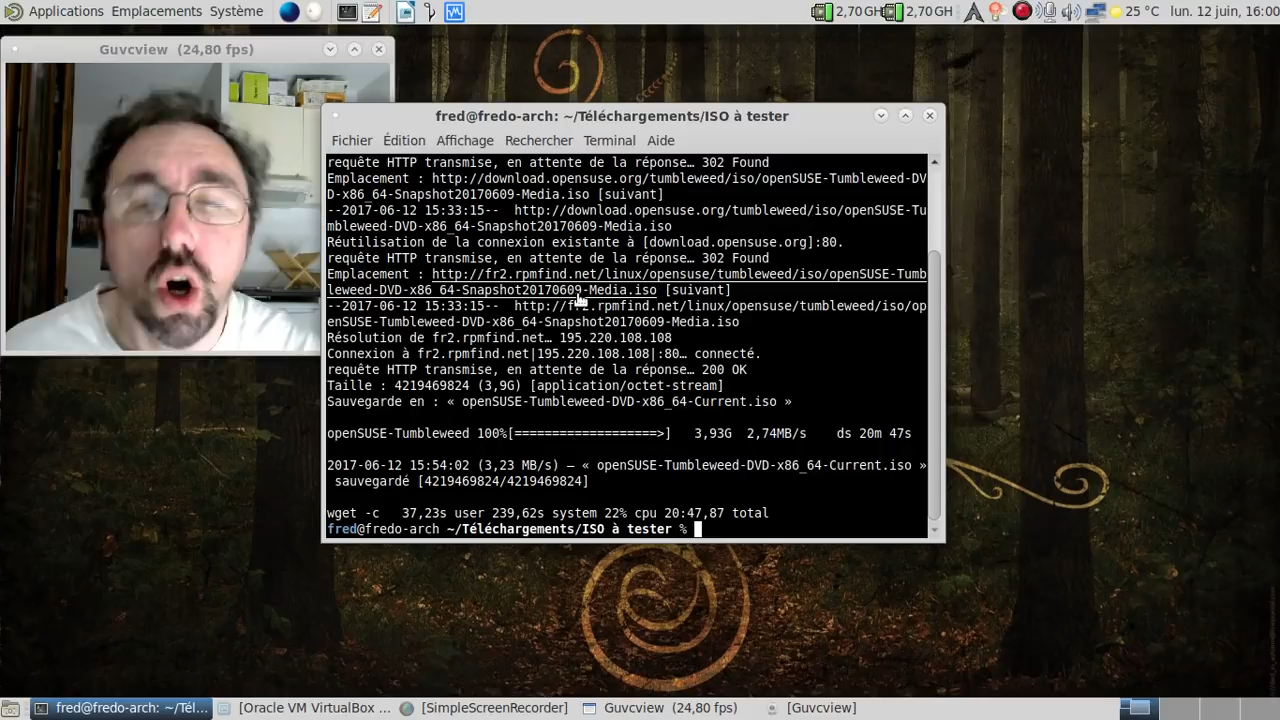 Applications Emplacements Système 2,70 GH 2,70 GH 25 °C lun. 12 juin, 16:00
Guvcview (24,80 fps)
fred@fredo-arch: ~/Téléchargements/ISO à tester
Fichier Édition Affichage Rechercher Terminal Aide
requête HTTP transmise, en attente de la réponse… 302 Found
Emplacement : http://download.opensuse.org/tumbleweed/iso/openSUSE-Tumbleweed-DV
D-x86_64-Snapshot20170609-Media.iso [suivant]
--2017-06-12 15:33:15-- http://download.opensuse.org/tumbleweed/iso/openSUSE-Tu
mbleweed-DVD-x86_64-Snapshot20170609-Media.iso
Réutilisation de la connexion existante à [download.opensuse.org]:80.
requête HTTP transmise, en attente de la réponse… 302 Found
Emplacement : http://fr2.rpmfind.net/linux/opensuse/tumbleweed/iso/openSUSE-Tumb
leweed-DVD-x86_64-Snapshot20170609-Media.iso [suivant]
--2017-06-12 15:33:15-- http://fr2.rpmfind.net/linux/opensuse/tumbleweed/iso/op
enSUSE-Tumbleweed-DVD-x86_64-Snapshot20170609-Media.iso
Résolution de fr2.rpmfind.net… 195.220.108.108
Connexion à fr2.rpmfind.net|195.220.108.108|:80… connecté.
requête HTTP transmise, en attente de la réponse… 200 OK
Taille : 4219469824 (3,9G) [application/octet-stream]
Sauvegarde en : « openSUSE-Tumbleweed-DVD-x86_64-Current.iso »
openSUSE-Tumbleweed 100%[===================>] 3,93G 2,74MB/s ds 20m 47s
2017-06-12 15:54:02 (3,23 MB/s) — « openSUSE-Tumbleweed-DVD-x86_64-Current.iso »
sauvegardé [4219469824/4219469824]
wget -c 37,23s user 239,62s system 22% cpu 20:47,87 total
fred@fredo-arch ~/Téléchargements/ISO à tester %
fred@fredo-arch: ~/Tél... [Oracle VM VirtualBox ... [SimpleScreenRecorder] Guvcview (24,80 fps) [Guvcview]